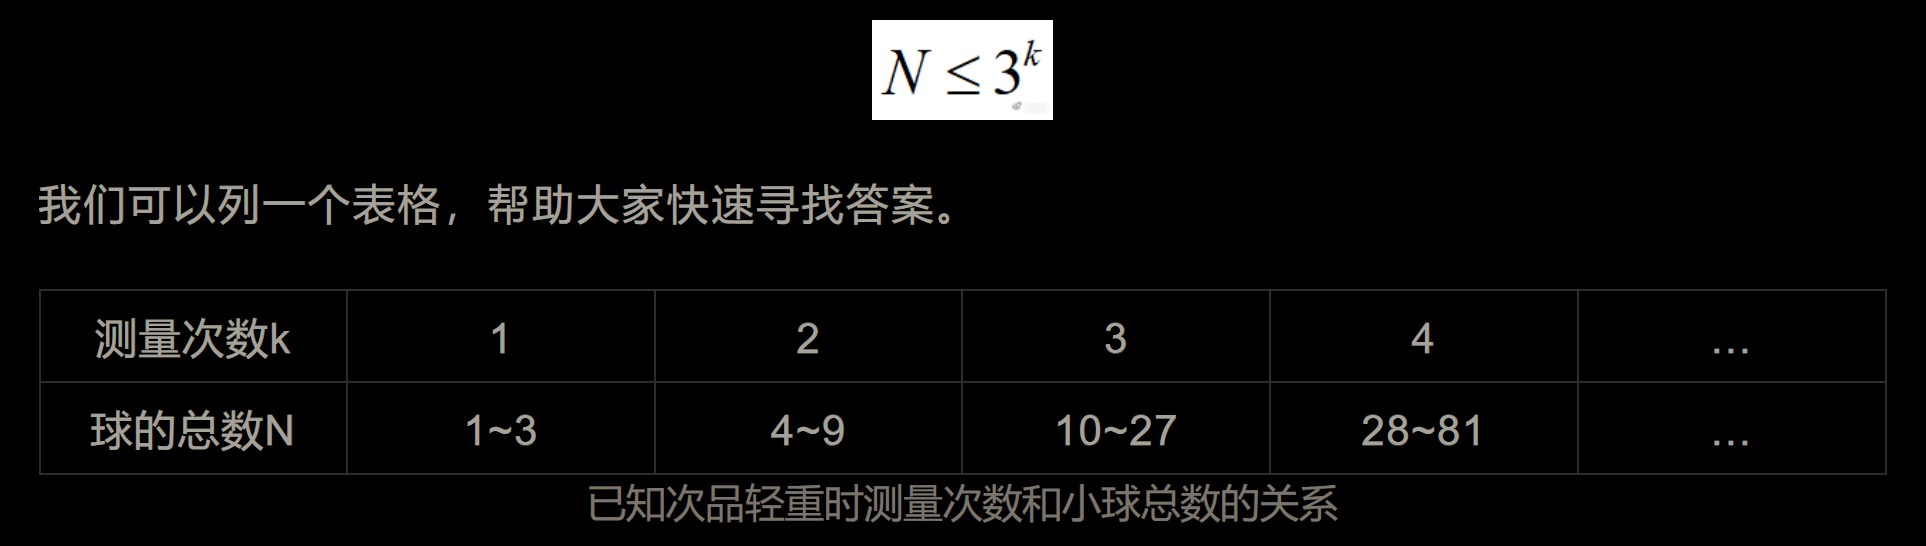 N ≤ 3^k
我们可以列一个表格，帮助大家快速寻找答案。
测量次数k 1 2 3 4 …
球的总数N 1~3 4~9 10~27 28~81 …
已知次品轻重时测量次数和小球总数的关系